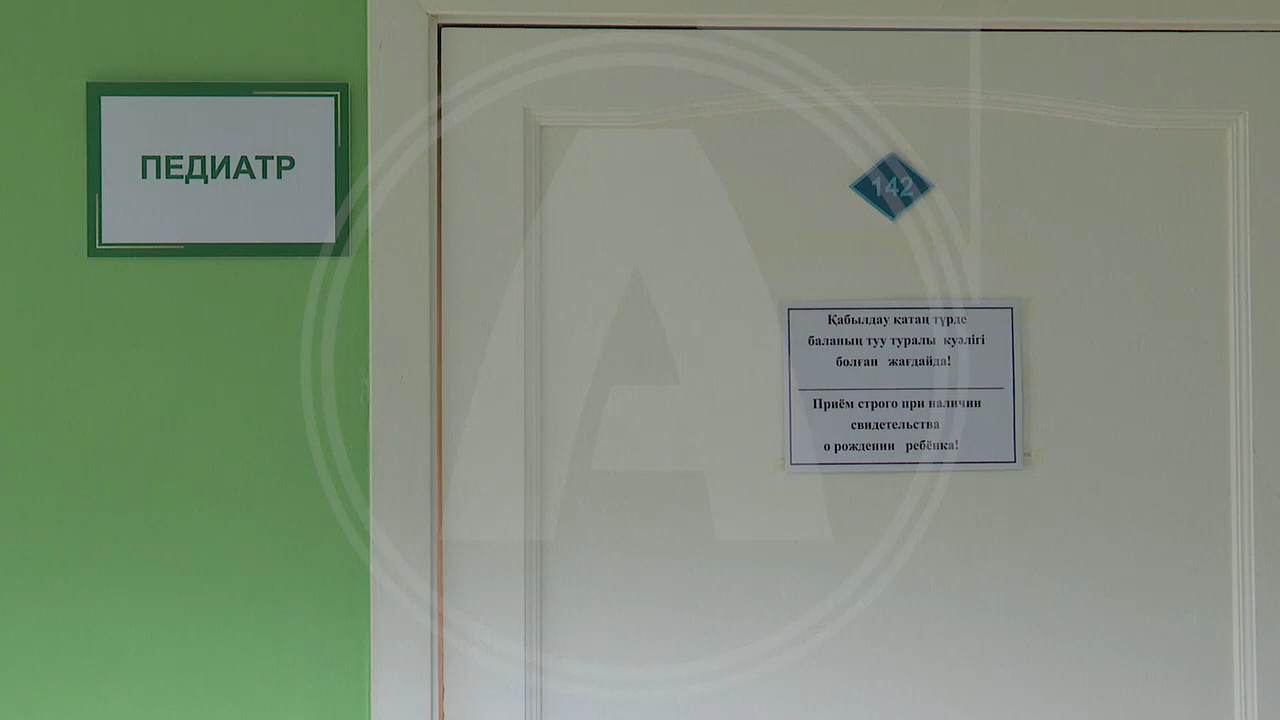 ПЕДИАТР
142
Қабылдау қатаң түрде
баланың туу туралы куәлігі
болған жағдайда!
Приём строго при наличии
свидетельства
о рождении ребёнка!